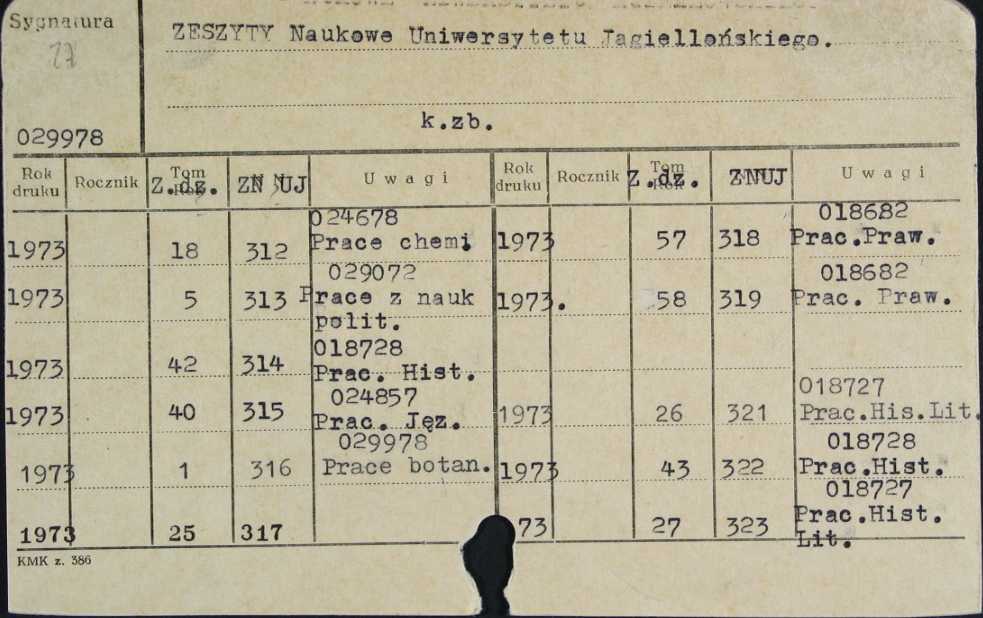 Sygnatura
ZESZYTY Naukowe Uniwersytetu Jagiellońskiego.
27
k.zb.
029978
Rok druku Rocznik Tom Rok Z.dz. ZN UJ Uwagi Rok druku Rocznik Tom Rok Z.dz. ZNUJ Uwagi
1973 18 312 024678 Prace chemi 1973 57 318 018682 Prac.Praw.
1973 5 313 029072 Prace z nauk polit. 1973. 58 319 018682 Prac. Praw.
1973 42 314 018728 Prac. Hist.
1973 40 315 024857 Prac. Jęz. 1973 26 321 018727 Prac.His.Lit.
1973 1 316 029978 Prace botan. 1973 43 322 018728 Prac.Hist.
1973 25 317 73 27 323 018727 Prac.Hist. Lit.
KMK z. 386